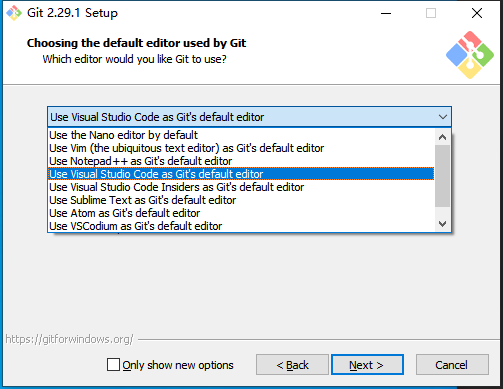 Git 2.29.1 Setup
Choosing the default editor used by Git
Which editor would you like Git to use?
Use Visual Studio Code as Git's default editor
Use the Nano editor by default
Use Vim (the ubiquitous text editor) as Git's default editor
Use Notepad++ as Git's default editor
Use Visual Studio Code as Git's default editor
Use Visual Studio Code Insiders as Git's default editor
Use Sublime Text as Git's default editor
Use Atom as Git's default editor
Use VSCodium as Git's default editor
https://gitforwindows.org/
Only show new options
< Back
Next >
Cancel